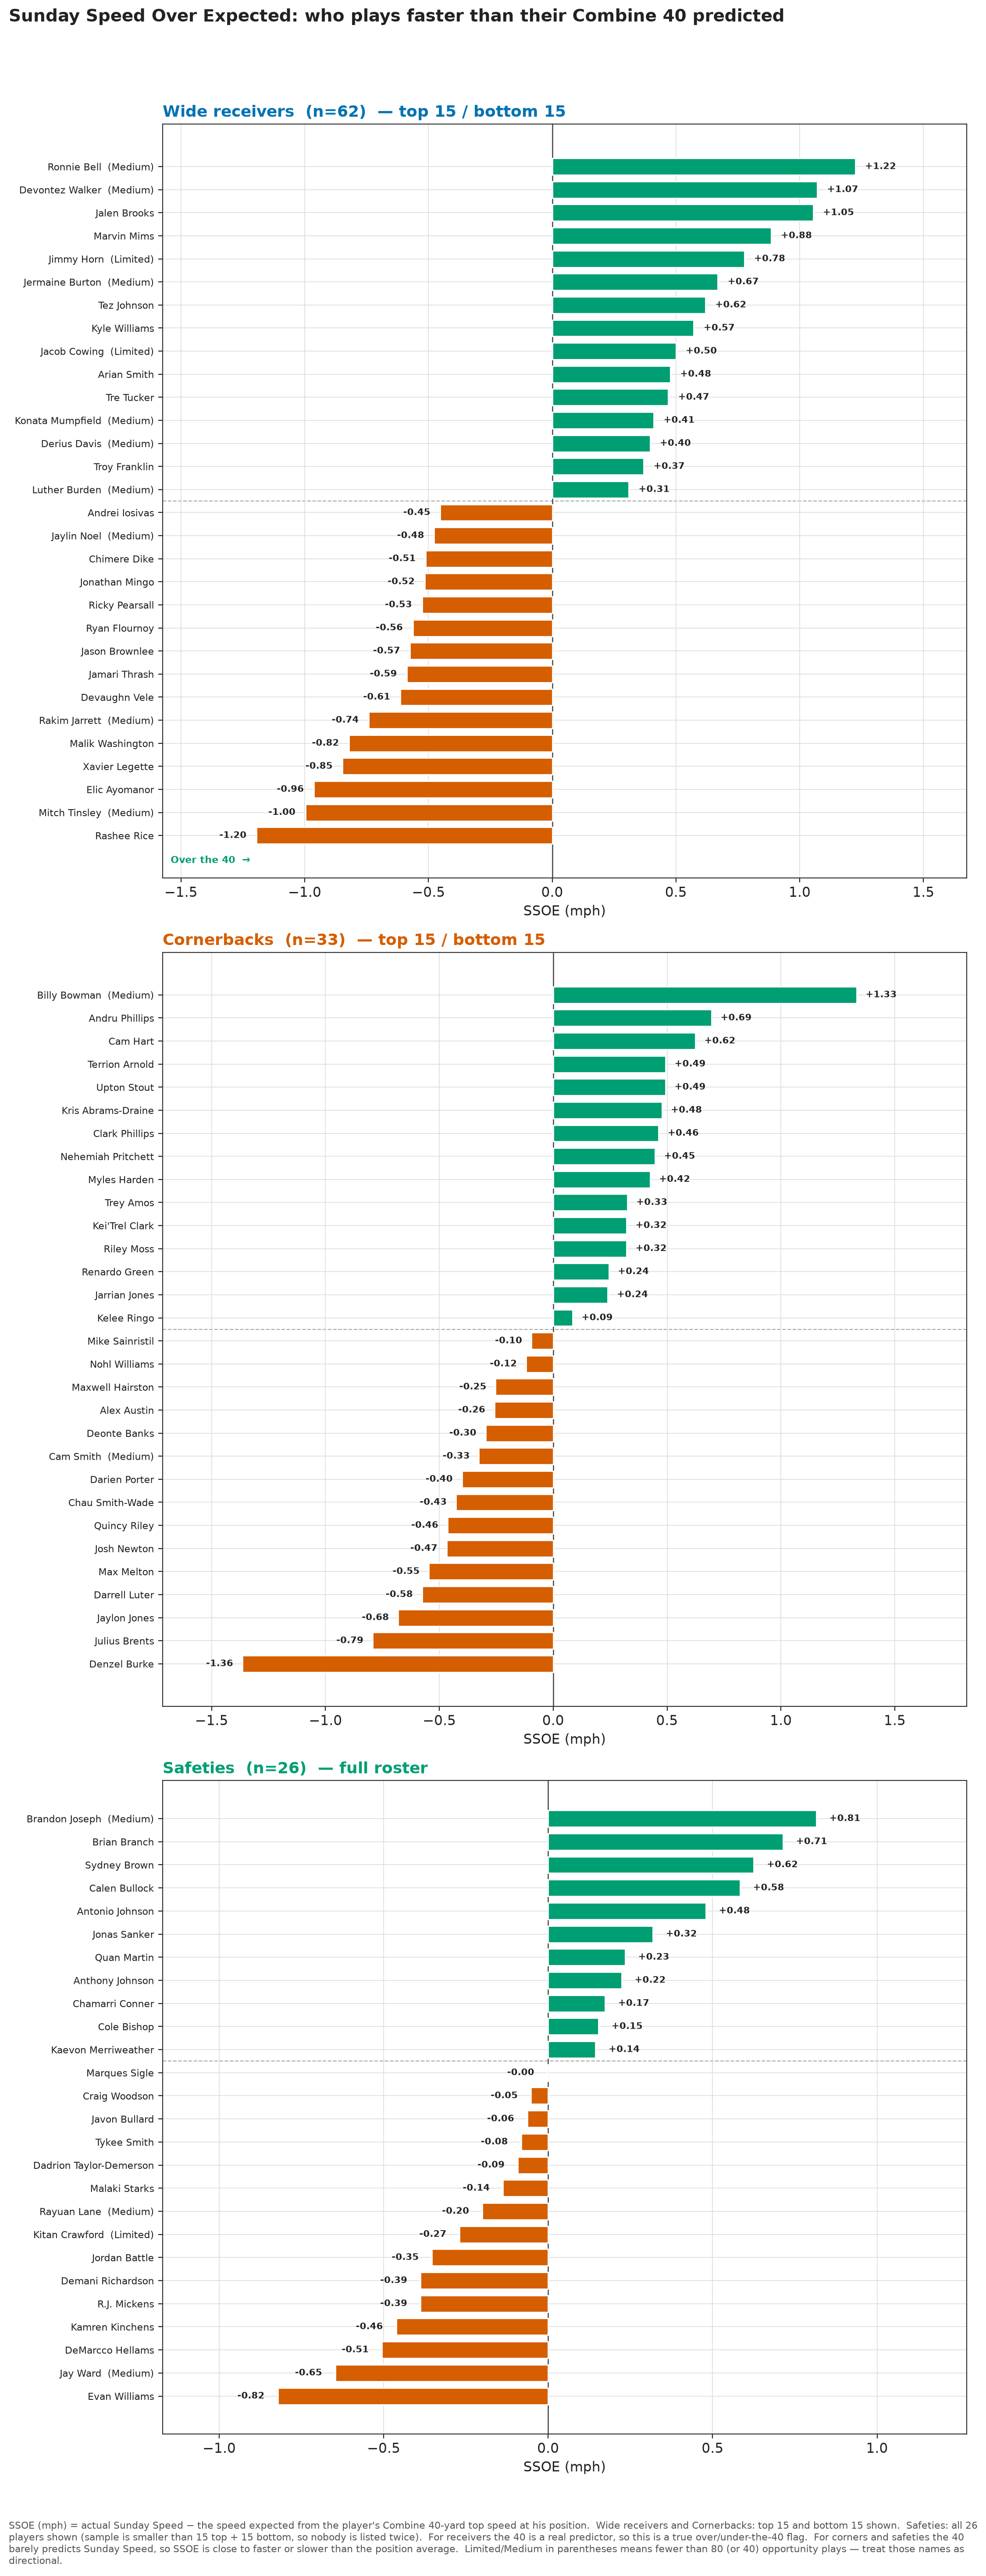 Sunday Speed Over Expected: who plays faster than their Combine 40 predicted
Wide receivers (n=62) — top 15 / bottom 15
Ronnie Bell (Medium) +1.22
Devontez Walker (Medium) +1.07
Jalen Brooks +1.05
Marvin Mims +0.88
Jimmy Horn (Limited) +0.78
Jermaine Burton (Medium) +0.67
Tez Johnson +0.62
Kyle Williams +0.57
Jacob Cowing (Limited) +0.50
Arian Smith +0.48
Tre Tucker +0.47
Konata Mumpfield (Medium) +0.41
Derius Davis (Medium) +0.40
Troy Franklin +0.37
Luther Burden (Medium) +0.31
Andrei Iosivas -0.45
Jaylin Noel (Medium) -0.48
Chimere Dike -0.51
Jonathan Mingo -0.52
Ricky Pearsall -0.53
Ryan Flournoy -0.56
Jason Brownlee -0.57
Jamari Thrash -0.59
Devaughn Vele -0.61
Rakim Jarrett (Medium) -0.74
Malik Washington -0.82
Xavier Legette -0.85
Elic Ayomanor -0.96
Mitch Tinsley (Medium) -1.00
Rashee Rice -1.20
Over the 40 →
−1.5 −1.0 −0.5 0.0 0.5 1.0 1.5
SSOE (mph)
Cornerbacks (n=33) — top 15 / bottom 15
Billy Bowman (Medium) +1.33
Andru Phillips +0.69
Cam Hart +0.62
Terrion Arnold +0.49
Upton Stout +0.49
Kris Abrams-Draine +0.48
Clark Phillips +0.46
Nehemiah Pritchett +0.45
Myles Harden +0.42
Trey Amos +0.33
Kei'Trel Clark +0.32
Riley Moss +0.32
Renardo Green +0.24
Jarrian Jones +0.24
Kelee Ringo +0.09
Mike Sainristil -0.10
Nohl Williams -0.12
Maxwell Hairston -0.25
Alex Austin -0.26
Deonte Banks -0.30
Cam Smith (Medium) -0.33
Darien Porter -0.40
Chau Smith-Wade -0.43
Quincy Riley -0.46
Josh Newton -0.47
Max Melton -0.55
Darrell Luter -0.58
Jaylon Jones -0.68
Julius Brents -0.79
Denzel Burke -1.36
−1.5 −1.0 −0.5 0.0 0.5 1.0 1.5
SSOE (mph)
Safeties (n=26) — full roster
Brandon Joseph (Medium) +0.81
Brian Branch +0.71
Sydney Brown +0.62
Calen Bullock +0.58
Antonio Johnson +0.48
Jonas Sanker +0.32
Quan Martin +0.23
Anthony Johnson +0.22
Chamarri Conner +0.17
Cole Bishop +0.15
Kaevon Merriweather +0.14
Marques Sigle -0.00
Craig Woodson -0.05
Javon Bullard -0.06
Tykee Smith -0.08
Dadrion Taylor-Demerson -0.09
Malaki Starks -0.14
Rayuan Lane (Medium) -0.20
Kitan Crawford (Limited) -0.27
Jordan Battle -0.35
Demani Richardson -0.39
R.J. Mickens -0.39
Kamren Kinchens -0.46
DeMarcco Hellams -0.51
Jay Ward (Medium) -0.65
Evan Williams -0.82
−1.0 −0.5 0.0 0.5 1.0
SSOE (mph)
SSOE (mph) = actual Sunday Speed − the speed expected from the player's Combine 40-yard top speed at his position. Wide receivers and Cornerbacks: top 15 and bottom 15 shown. Safeties: all 26
players shown (sample is smaller than 15 top + 15 bottom, so nobody is listed twice). For receivers the 40 is a real predictor, so this is a true over/under-the-40 flag. For corners and safeties the 40
barely predicts Sunday Speed, so SSOE is close to faster or slower than the position average. Limited/Medium in parentheses means fewer than 80 (or 40) opportunity plays — treat those names as
directional.